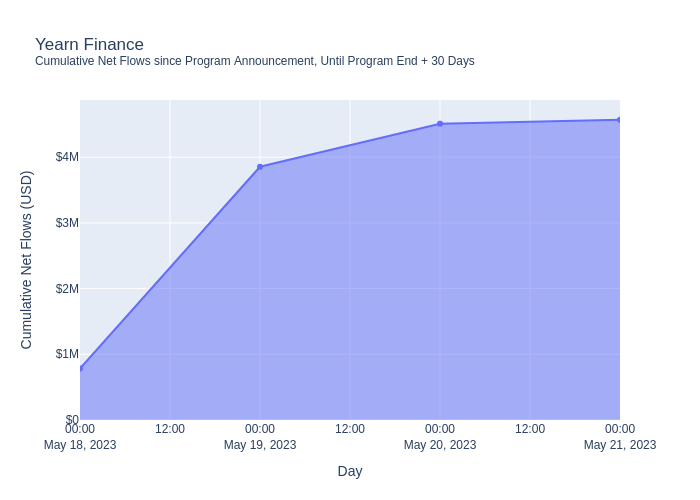 Yearn Finance
Cumulative Net Flows since Program Announcement, Until Program End + 30 Days
Cumulative Net Flows (USD)
$4M
$3M
$2M
$1M
$0
00:00 12:00 00:00 12:00 00:00 12:00 00:00
May 18, 2023 May 19, 2023 May 20, 2023 May 21, 2023
Day